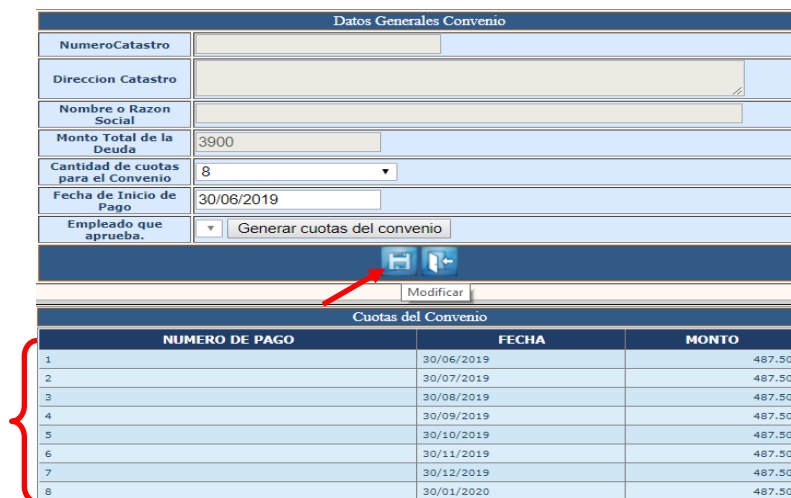 Datos Generales Convenio
NumeroCatastro
Direccion Catastro
Nombre o Razon
Social
Monto Total de la
Deuda
3900
Cantidad de cuotas
para el Convenio
8
Fecha de Inicio de
Pago
30/06/2019
Empleado que
aprueba.
Generar cuotas del convenio
Modificar
Cuotas del Convenio
NUMERO DE PAGO FECHA MONTO
1 30/06/2019 487.50
2 30/07/2019 487.50
3 30/08/2019 487.50
4 30/09/2019 487.50
5 30/10/2019 487.50
6 30/11/2019 487.50
7 30/12/2019 487.50
8 30/01/2020 487.50